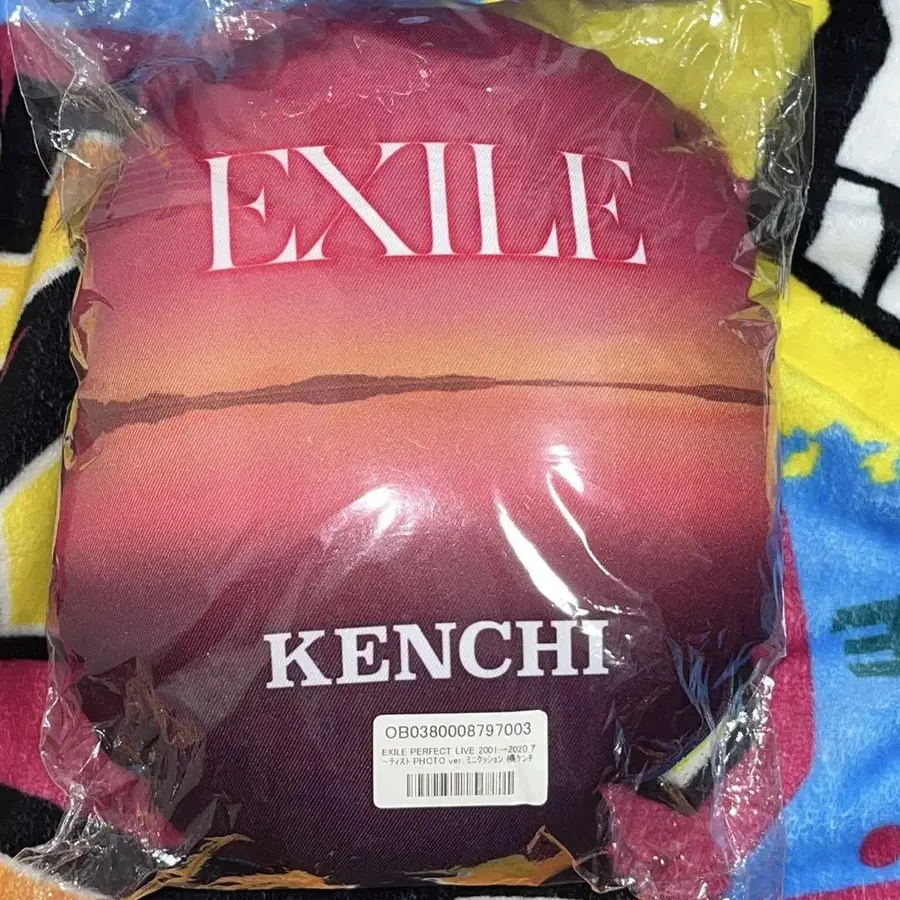 EXILE
KENCHI
OB0380008797003
EXILE PERFECT LIVE 2001→2020.ア
ーティスト PHOTO ver.ミニクッション 橘ケンチ